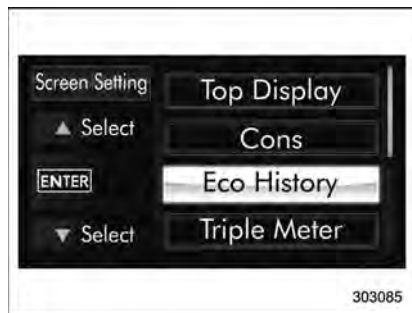 Screen Setting
▲ Select
ENTER
▼ Select
Top Display
Cons
Eco History
Triple Meter
303085